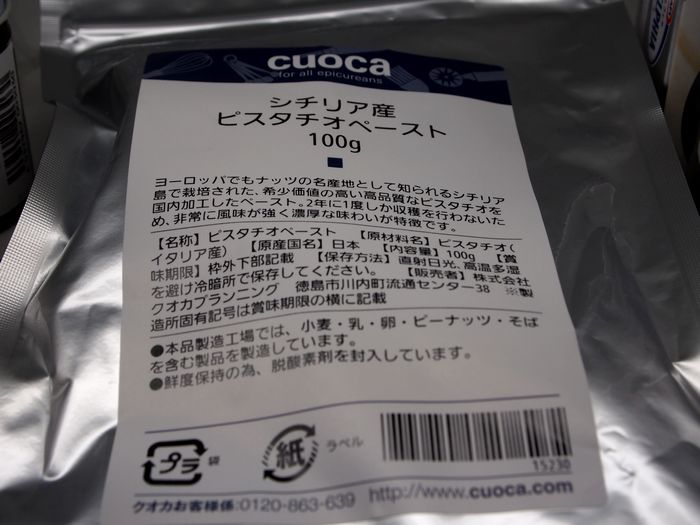 cuoca
for all epicureans
シチリア産
ピスタチオペースト
100g
ヨーロッパでもナッツの名産地として知られるシチリア
島で栽培された、希少価値の高い高品質なピスタチオを
国内加工したペースト。2年に1度しか収穫を行わないた
め、非常に風味が強く濃厚な味わいが特徴です。
【名称】ピスタチオペースト 【原材料名】ピスタチオ(
イタリア産) 【原産国名】日本 【内容量】100g 【賞
味期限】枠外下部記載 【保存方法】直射日光、高温多湿
を避け冷暗所で保存してください。 【販売者】株式会社
クオカプランニング 徳島市川内町流通センター38 ※製
造所固有記号は賞味期限の横に記載
●本品製造工場では、小麦・乳・卵・ピーナッツ・そば
を含む製品を製造しています。
●鮮度保持の為、脱酸素剤を封入しています。
プラ 袋
紙 ラベル
15230
クオカお客様係:0120-863-639 http://www.cuoca.com